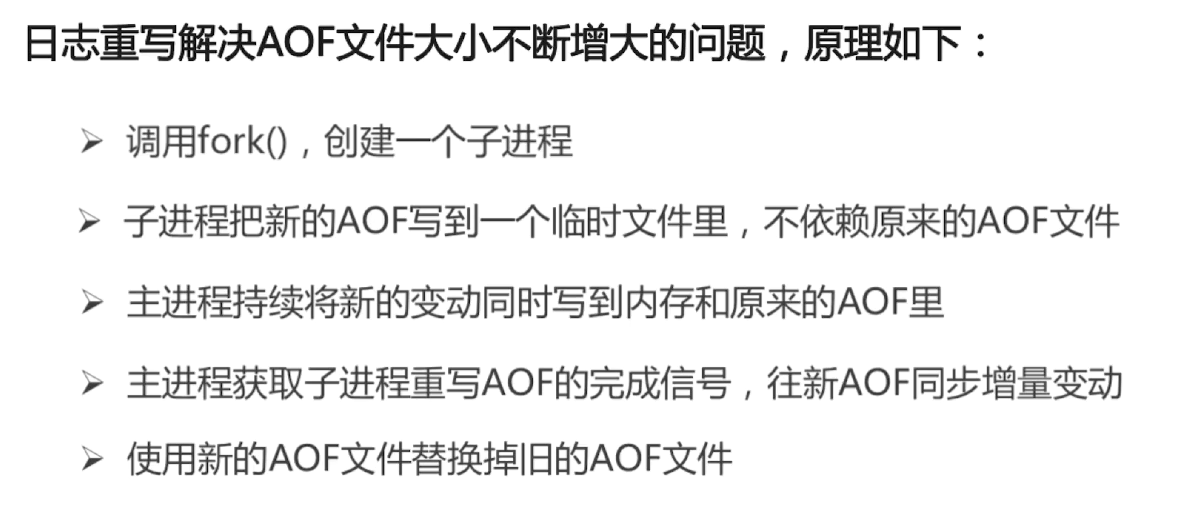 日志重写解决AOF文件大小不断增大的问题，原理如下：
➢ 调用fork()，创建一个子进程
➢ 子进程把新的AOF写到一个临时文件里，不依赖原来的AOF文件
➢ 主进程持续将新的变动同时写到内存和原来的AOF里
➢ 主进程获取子进程重写AOF的完成信号，往新AOF同步增量变动
➢ 使用新的AOF文件替换掉旧的AOF文件